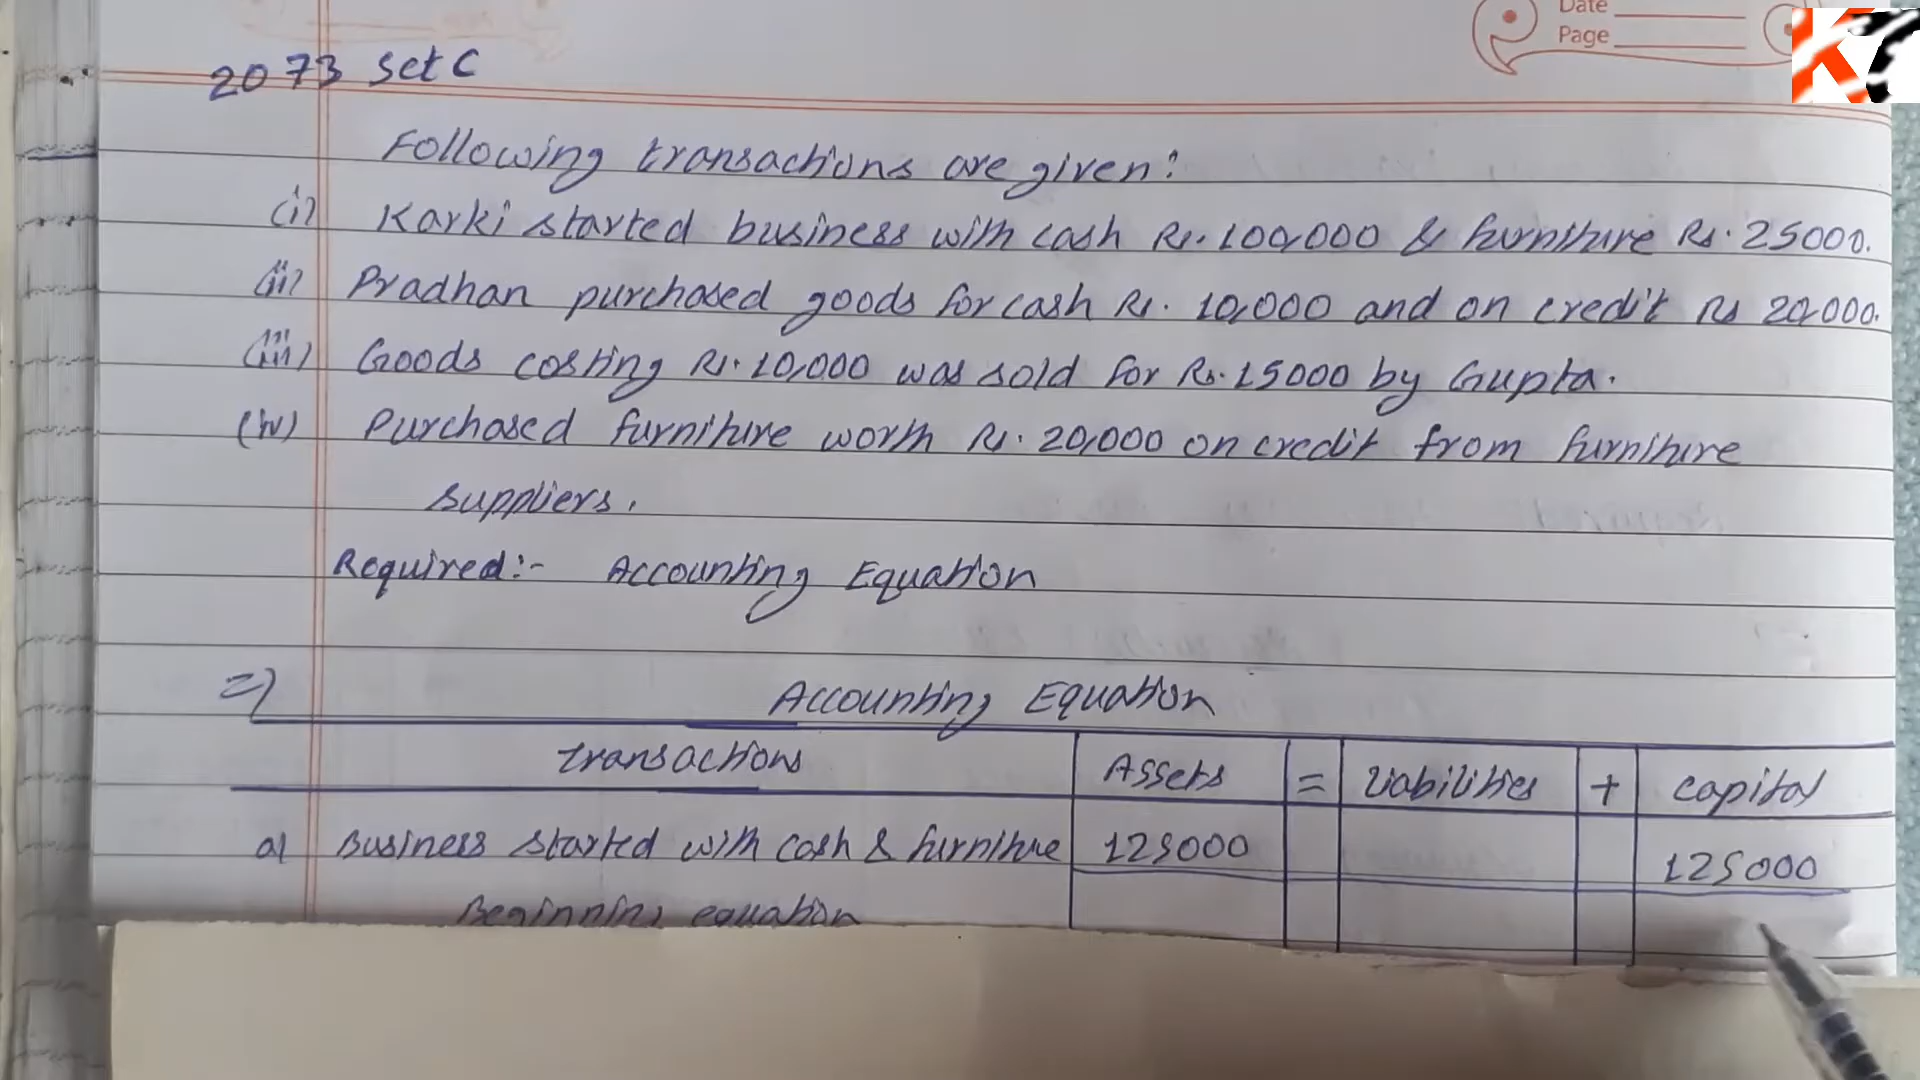 Date
Page
2073 Set C
Following transactions are given:
(i) Karki started business with cash Rs. 100,000 & furniture Rs. 25000.
(ii) Pradhan purchased goods for cash Rs. 10,000 and on credit Rs 20,000.
(iii) Goods costing Rs. 10,000 was sold for Rs. 15000 by Gupta.
(iv) Purchased furniture worth Rs. 20,000 on credit from furniture
suppliers.
Required:- Accounting Equation
=> Accounting Equation
transactions Assets = Liabilities + capital
a) Business started with cash & furniture 125000 125000
Beginning equation